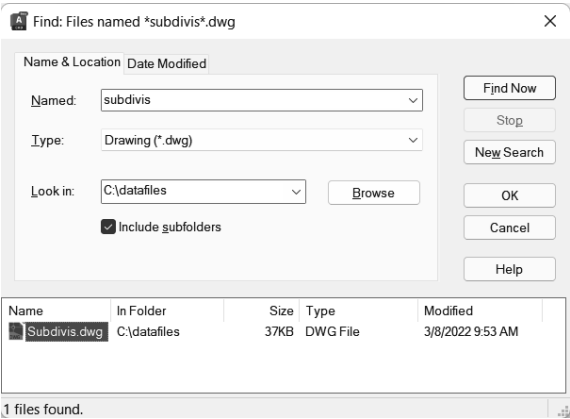 Find: Files named *subdivis*.dwg
Name & Location Date Modified
Named: subdivis
Find Now
Stop
Type: Drawing (*.dwg)
New Search
Look in: C:\datafiles Browse
OK
Include subfolders
Cancel
Help
Name In Folder Size Type Modified
Subdivis.dwg C:\datafiles 37KB DWG File 3/8/2022 9:53 AM
1 files found.